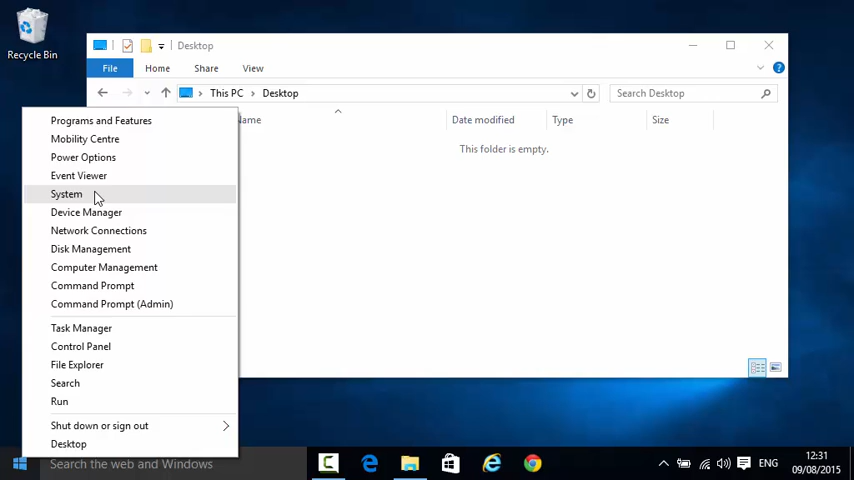 Recycle Bin
Desktop
File Home Share View
This PC Desktop
Search Desktop
Name Date modified Type Size
This folder is empty.
Programs and Features
Mobility Centre
Power Options
Event Viewer
System
Device Manager
Network Connections
Disk Management
Computer Management
Command Prompt
Command Prompt (Admin)
Task Manager
Control Panel
File Explorer
Search
Run
Shut down or sign out
Desktop
Search the web and Windows
ENG
12:31
09/08/2015